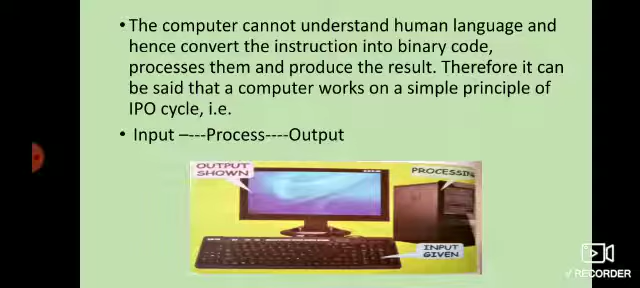 • The computer cannot understand human language and
hence convert the instruction into binary code,
processes them and produce the result. Therefore it can
be said that a computer works on a simple principle of
IPO cycle, i.e.
• Input –---Process----Output
OUTPUT
SHOWN
PROCESSING
INPUT
GIVEN
√ RECORDER